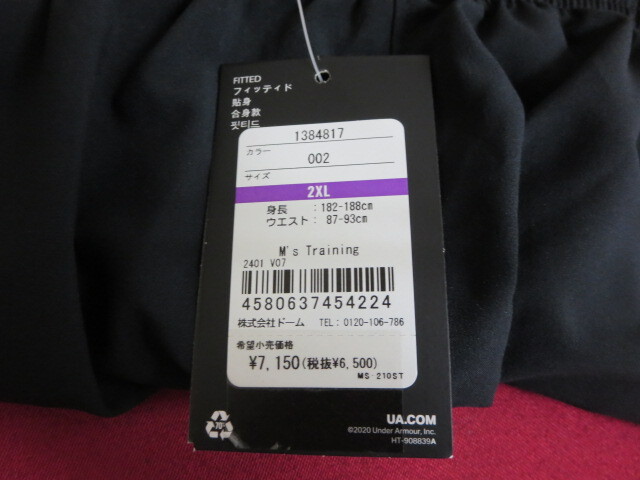 FITTED
フィッティド
貼身
合身款
핏티드
1384817
カラー
002
サイズ
2XL
身長 :182-188cm
ウエスト: 87-93cm
M's Training
2401 V07
4580637454224
株式会社ドーム TEL:0120-106-786
希望小売価格
¥7,150(税抜¥6,500)
MS-210ST
70%
UA.COM
©2020 Under Armour, Inc.
HT-908839A